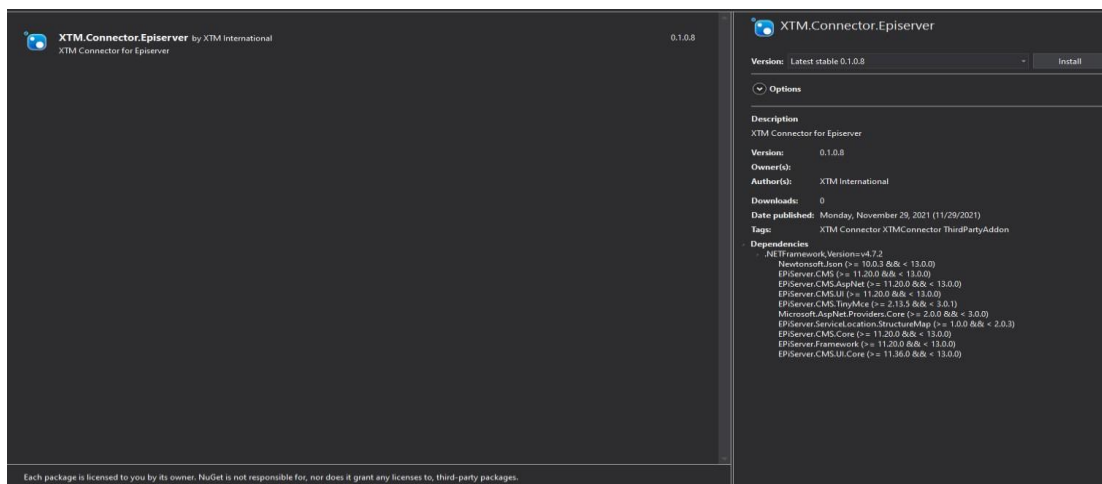 XTM.Connector.Episerver by XTM International 0.1.0.8
XTM Connector for Episerver
Each package is licensed to you by its owner. NuGet is not responsible for, nor does it grant any licenses to, third-party packages.
XTM.Connector.Episerver
Version: Latest stable 0.1.0.8 Install
Options
Description
XTM Connector for Episerver
Version: 0.1.0.8
Owner(s):
Author(s): XTM International
Downloads: 0
Date published: Monday, November 29, 2021 (11/29/2021)
Tags: XTM Connector XTMConnector ThirdPartyAddon
Dependencies
.NETFramework,Version=v4.7.2
Newtonsoft.Json (>= 10.0.3 && < 13.0.0)
EPiServer.CMS (>= 11.20.0 && < 13.0.0)
EPiServer.CMS.AspNet (>= 11.20.0 && < 13.0.0)
EPiServer.CMS.UI (>= 11.20.0 && < 13.0.0)
EPiServer.CMS.TinyMce (>= 2.13.5 && < 3.0.1)
Microsoft.AspNet.Providers.Core (>= 2.0.0 && < 3.0.0)
EPiServer.ServiceLocation.StructureMap (>= 1.0.0 && < 2.0.3)
EPiServer.CMS.Core (>= 11.20.0 && < 13.0.0)
EPiServer.Framework (>= 11.20.0 && < 13.0.0)
EPiServer.CMS.UI.Core (>= 11.36.0 && < 13.0.0)